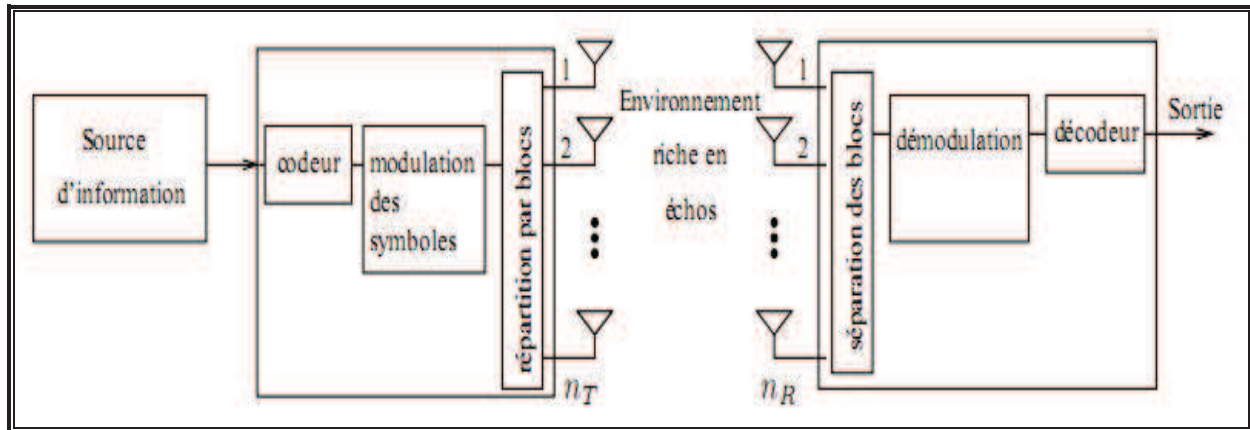 Source
d'information
codeur
modulation
des
symboles
répartition par blocs
1
2
n_T
Environnement
riche en
échos
1
2
n_R
séparation des blocs
démodulation
décodeur
Sortie